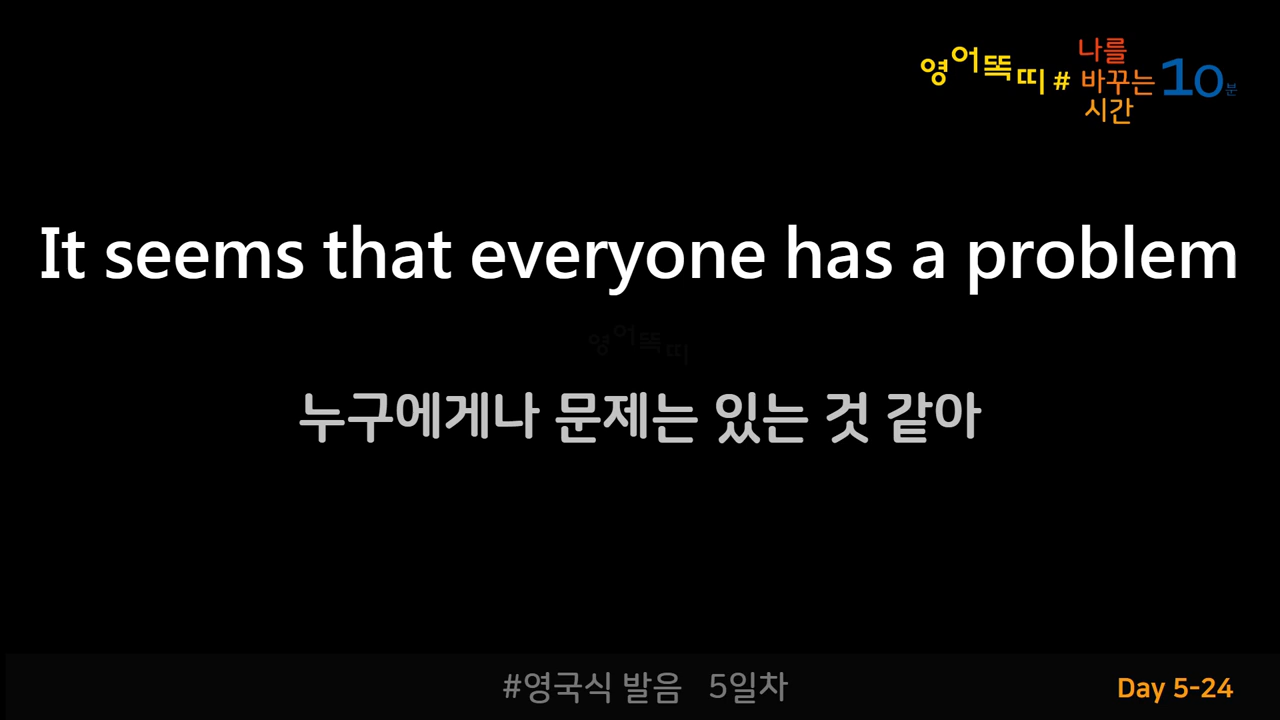 영어똑띠 # 나를 바꾸는 시간 10분
It seems that everyone has a problem
영어똑띠
누구에게나 문제는 있는 것 같아
#영국식 발음 5일차
Day 5-24